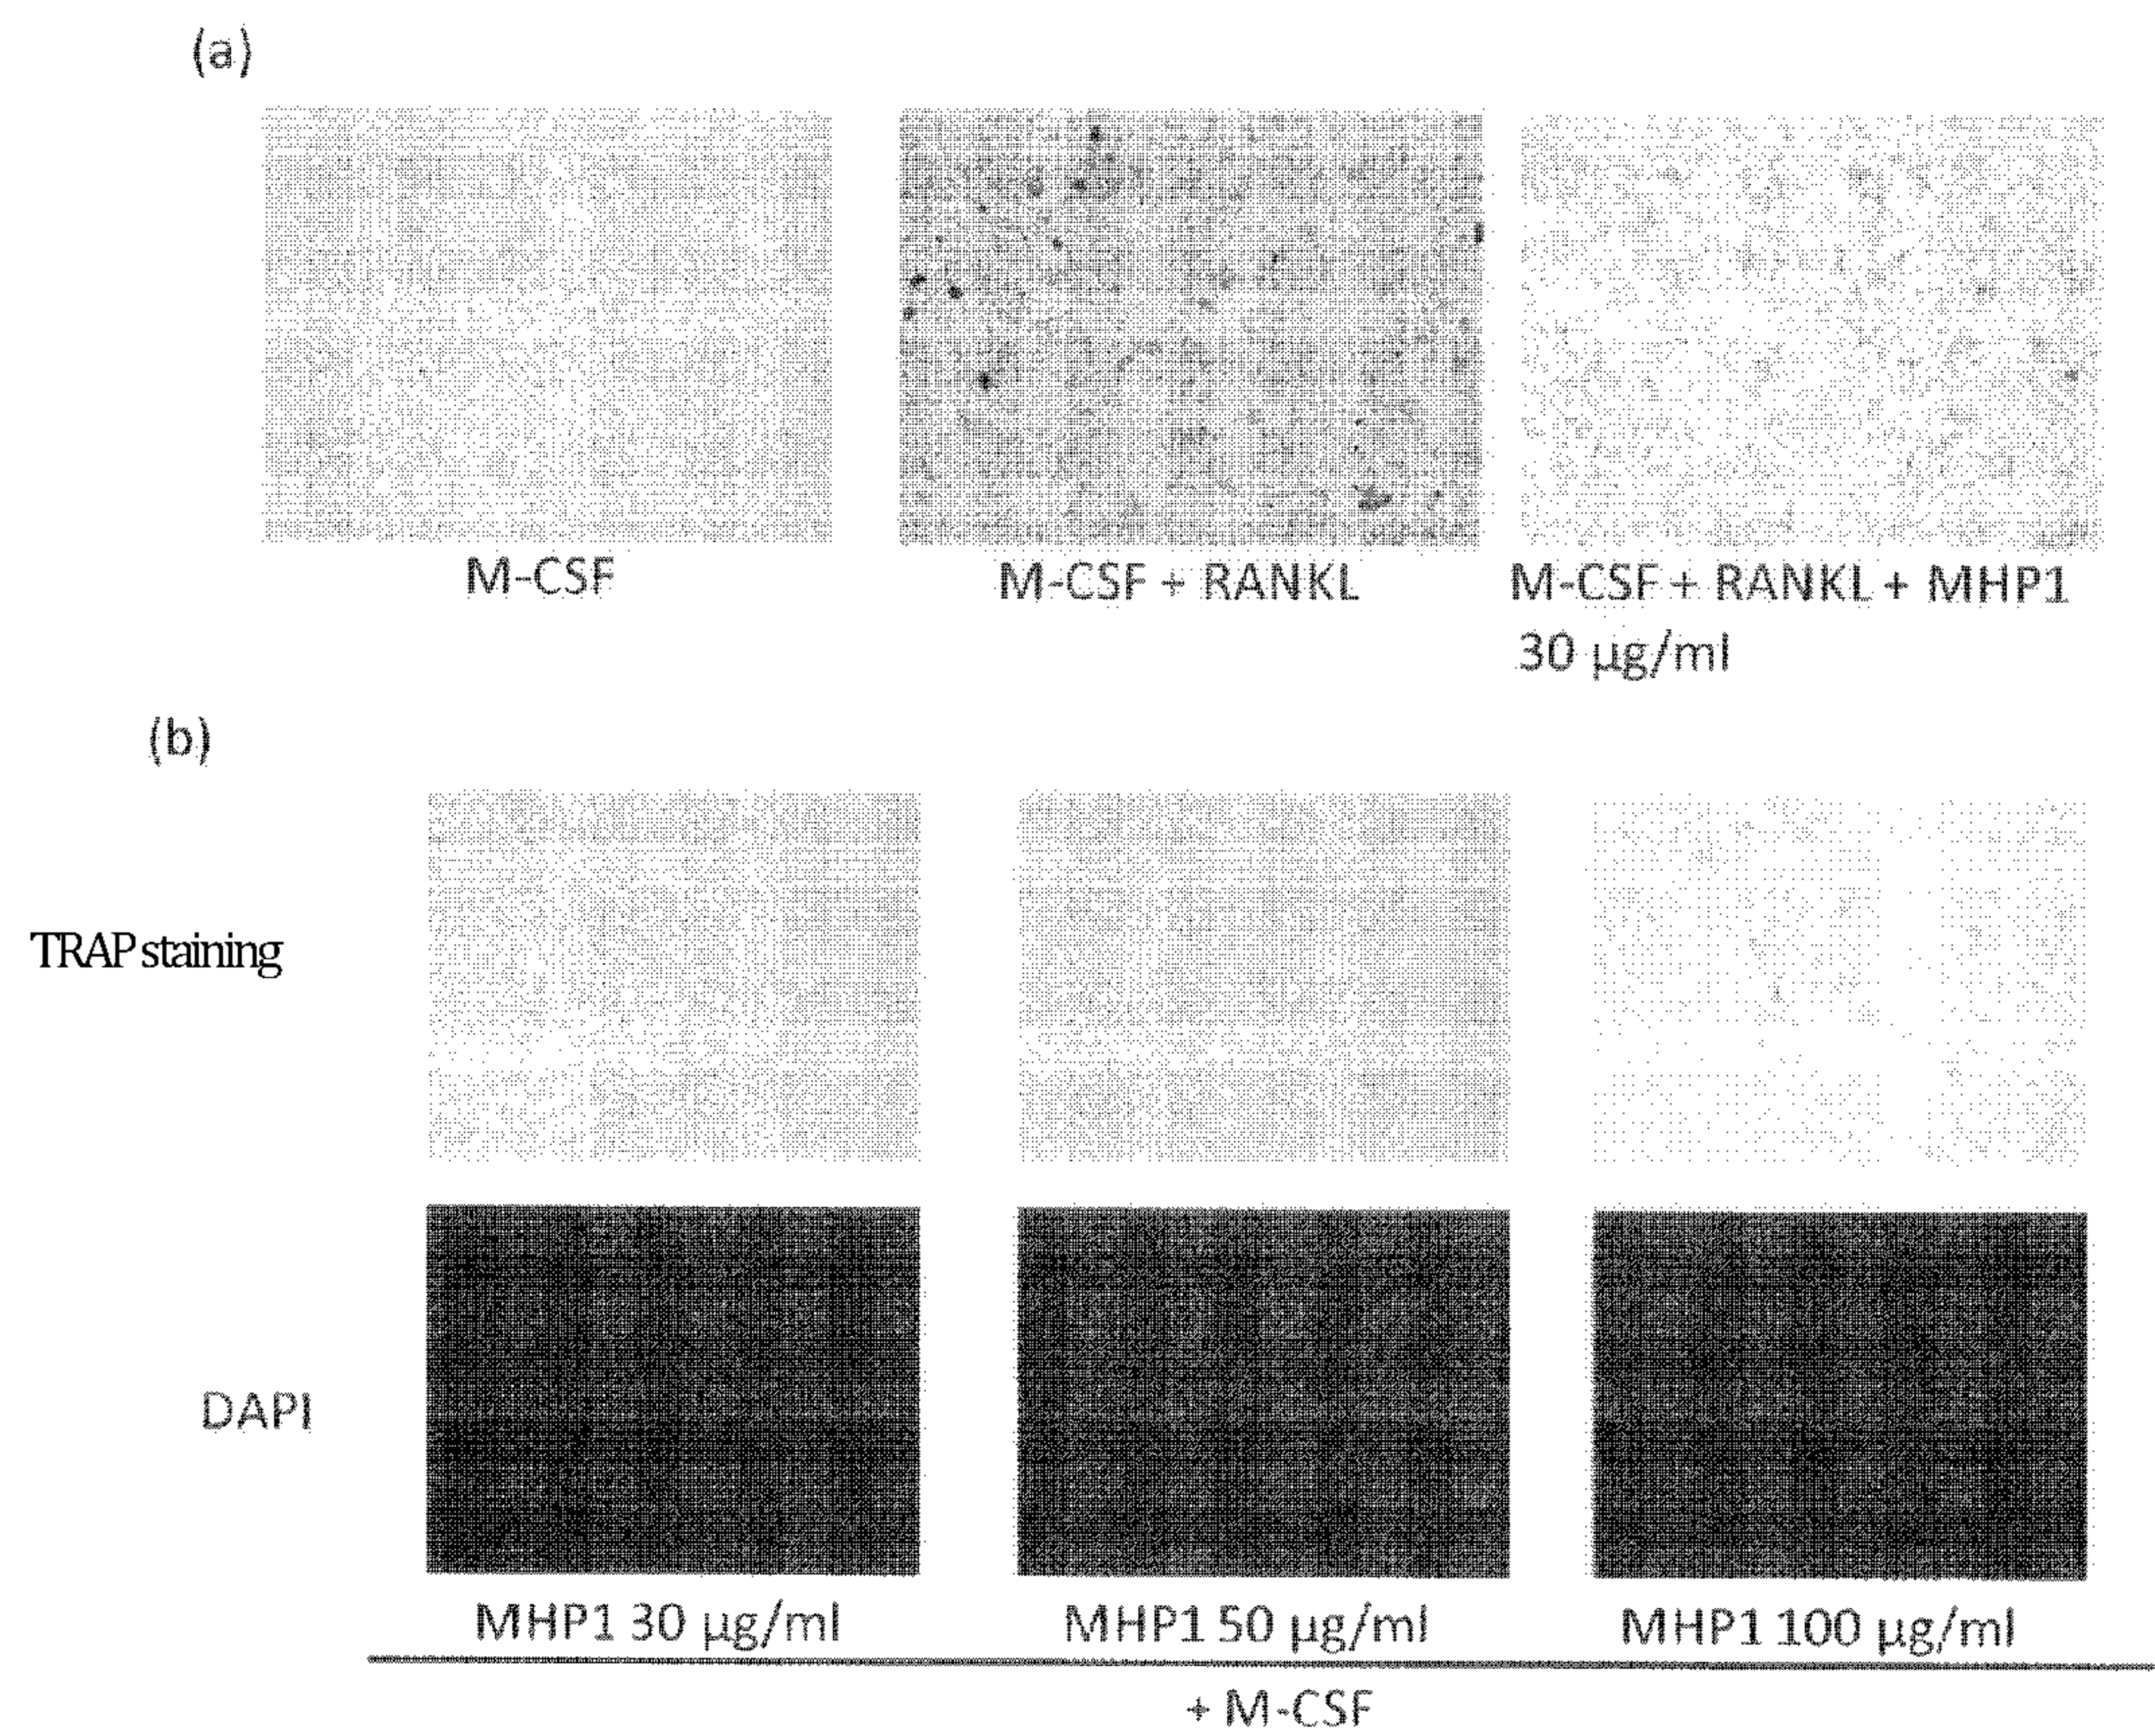 (a)
M-CSF
M-CSF + RANKL
M-CSF + RANKL + MHP1
30 µg/ml
(b)
TRAP staining
DAPI
MHP1 30 µg/ml
MHP1 50 µg/ml
MHP1 100 µg/ml
+ M-CSF